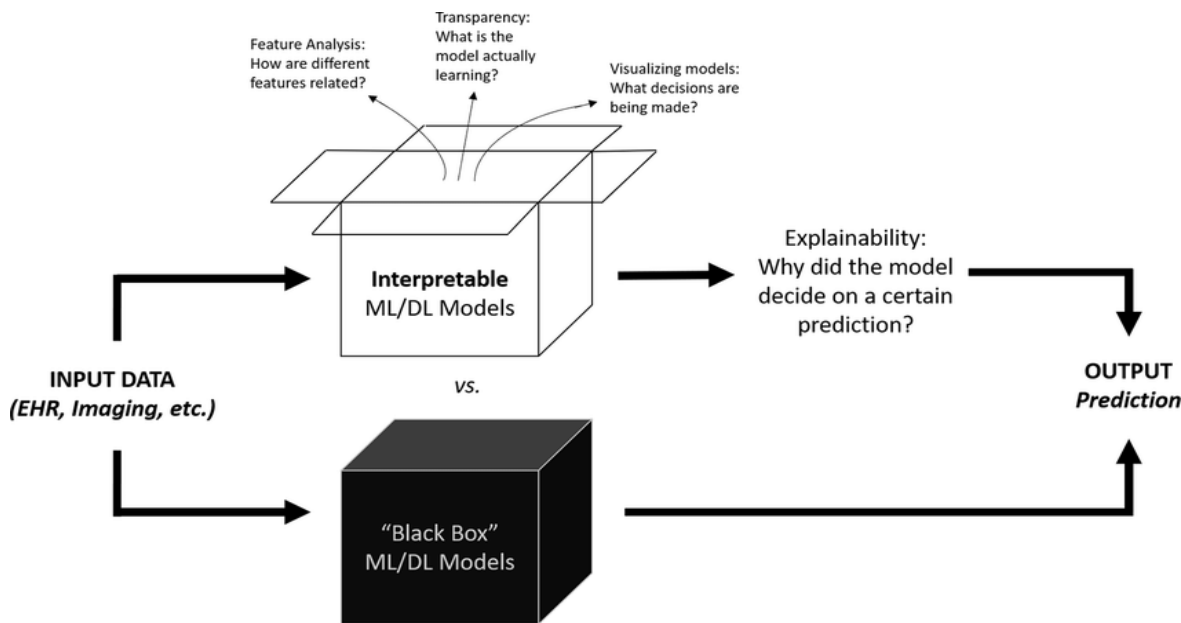 Feature Analysis:
How are different
features related?
Transparency:
What is the
model actually
learning?
Visualizing models:
What decisions are
being made?
Interpretable
ML/DL Models
Explainability:
Why did the model
decide on a certain
prediction?
INPUT DATA
(EHR, Imaging, etc.)
vs.
OUTPUT
Prediction
“Black Box”
ML/DL Models